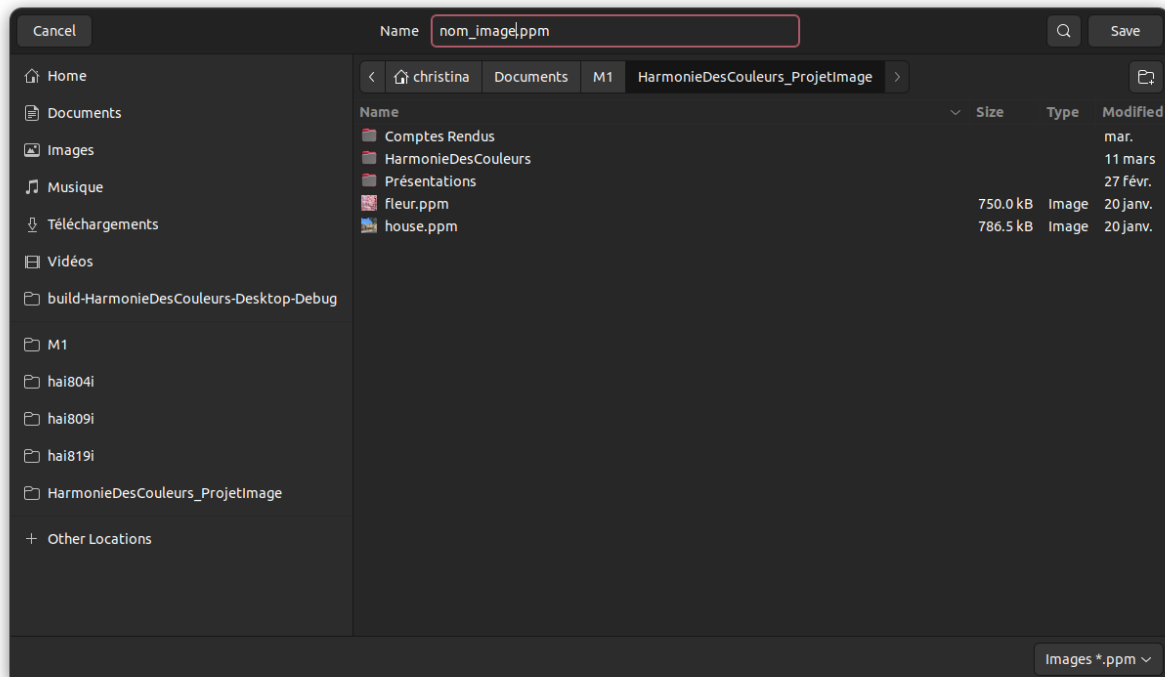 Cancel Name nom_image.ppm Save
Home
Documents
Images
Musique
Téléchargements
Vidéos
build-HarmonieDesCouleurs-Desktop-Debug
M1
hai804i
hai809i
hai819i
HarmonieDesCouleurs_ProjetImage
Other Locations
christina Documents M1 HarmonieDesCouleurs_ProjetImage
Name Size Type Modified
Comptes Rendus mar.
HarmonieDesCouleurs 11 mars
Présentations 27 févr.
fleur.ppm 750.0 kB Image 20 janv.
house.ppm 786.5 kB Image 20 janv.
Images *.ppm